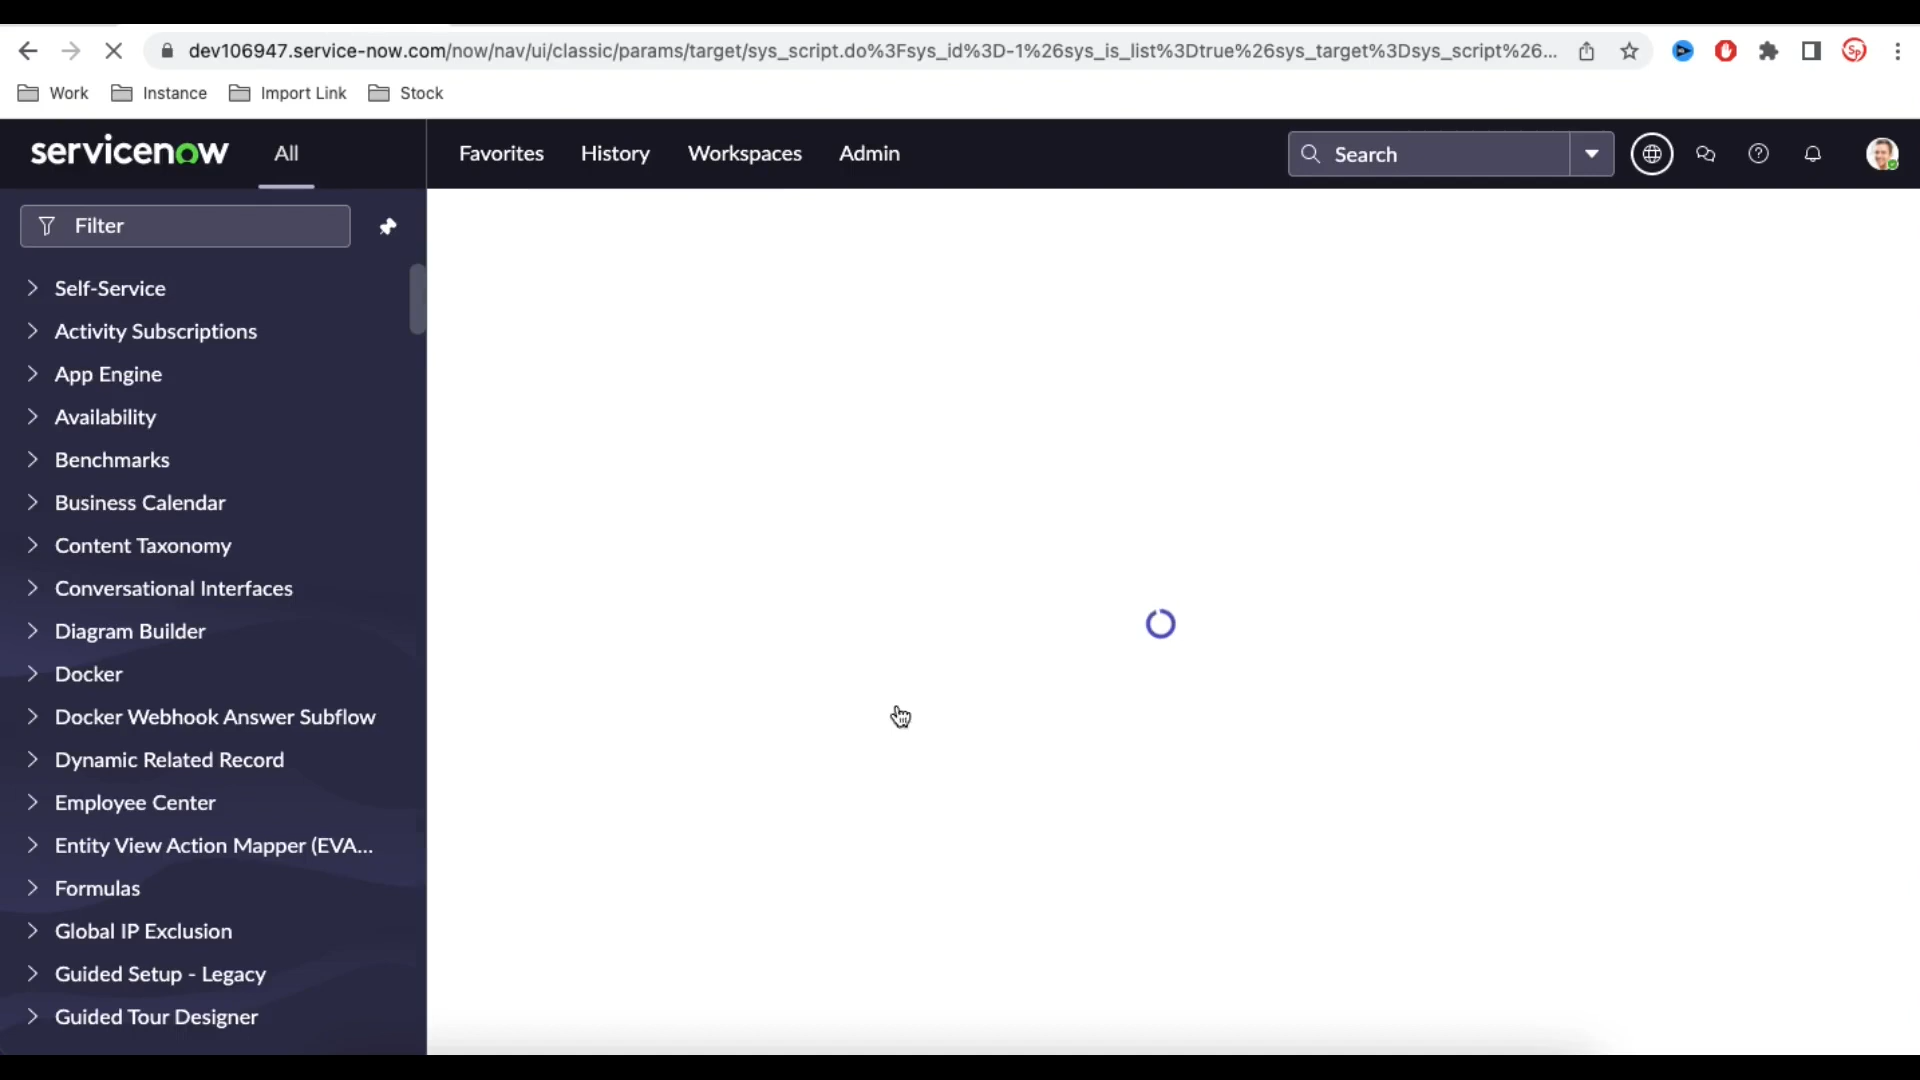 dev106947.service-now.com/now/nav/ui/classic/params/target/sys_script.do%3Fsys_id%3D-1%26sys_is_list%3Dtrue%26sys_target%3Dsys_script%26...
Work Instance Import Link Stock
servicenow All Favorites History Workspaces Admin Search
Filter
Self-Service
Activity Subscriptions
App Engine
Availability
Benchmarks
Business Calendar
Content Taxonomy
Conversational Interfaces
Diagram Builder
Docker
Docker Webhook Answer Subflow
Dynamic Related Record
Employee Center
Entity View Action Mapper (EVA...
Formulas
Global IP Exclusion
Guided Setup - Legacy
Guided Tour Designer